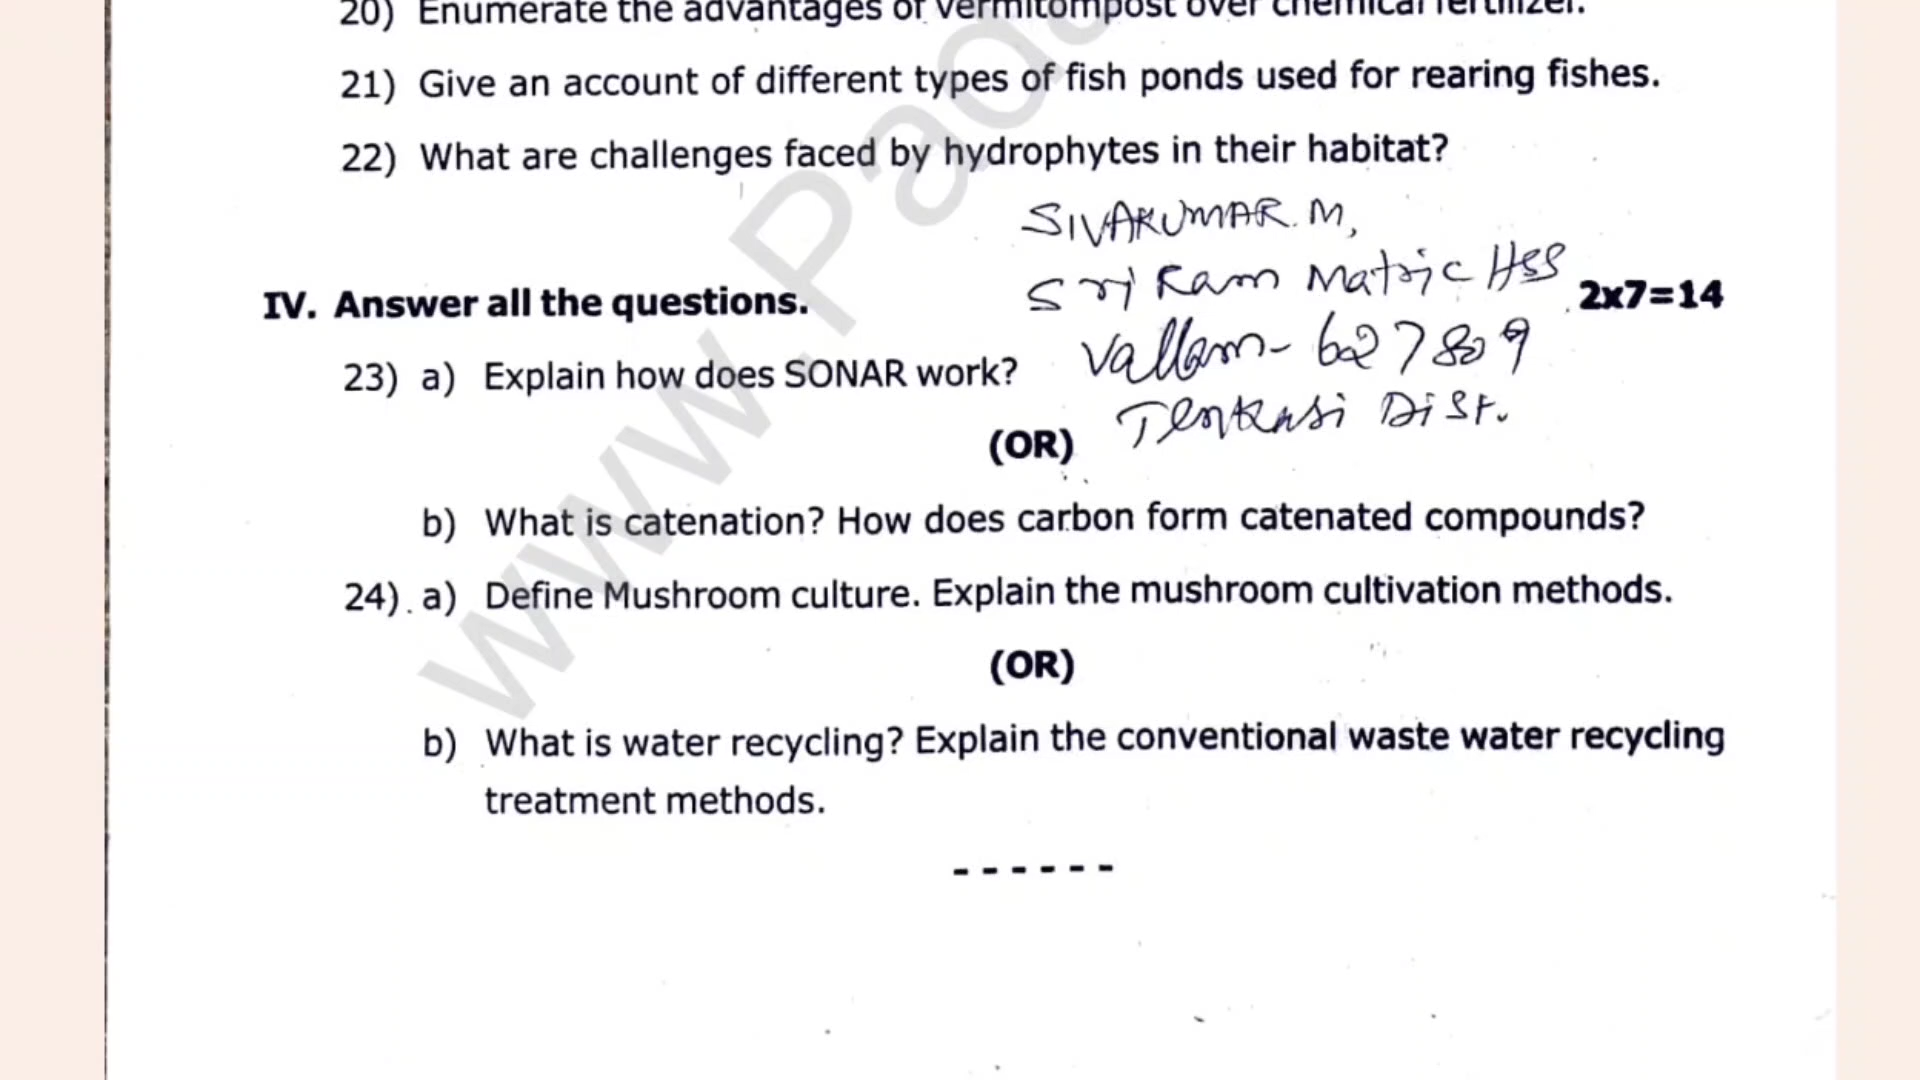 20) Enumerate the advantages of vermitompost over chemical fertilizer.
21) Give an account of different types of fish ponds used for rearing fishes.
22) What are challenges faced by hydrophytes in their habitat?
SIVAKUMAR. M,
Sri Ram Matric HSS
IV. Answer all the questions. 2x7=14
Vallam- 627809
23) a) Explain how does SONAR work?
Tenkasi Dist.
(OR)
b) What is catenation? How does carbon form catenated compounds?
24) a) Define Mushroom culture. Explain the mushroom cultivation methods.
(OR)
b) What is water recycling? Explain the conventional waste water recycling
treatment methods.
------
www.Pada